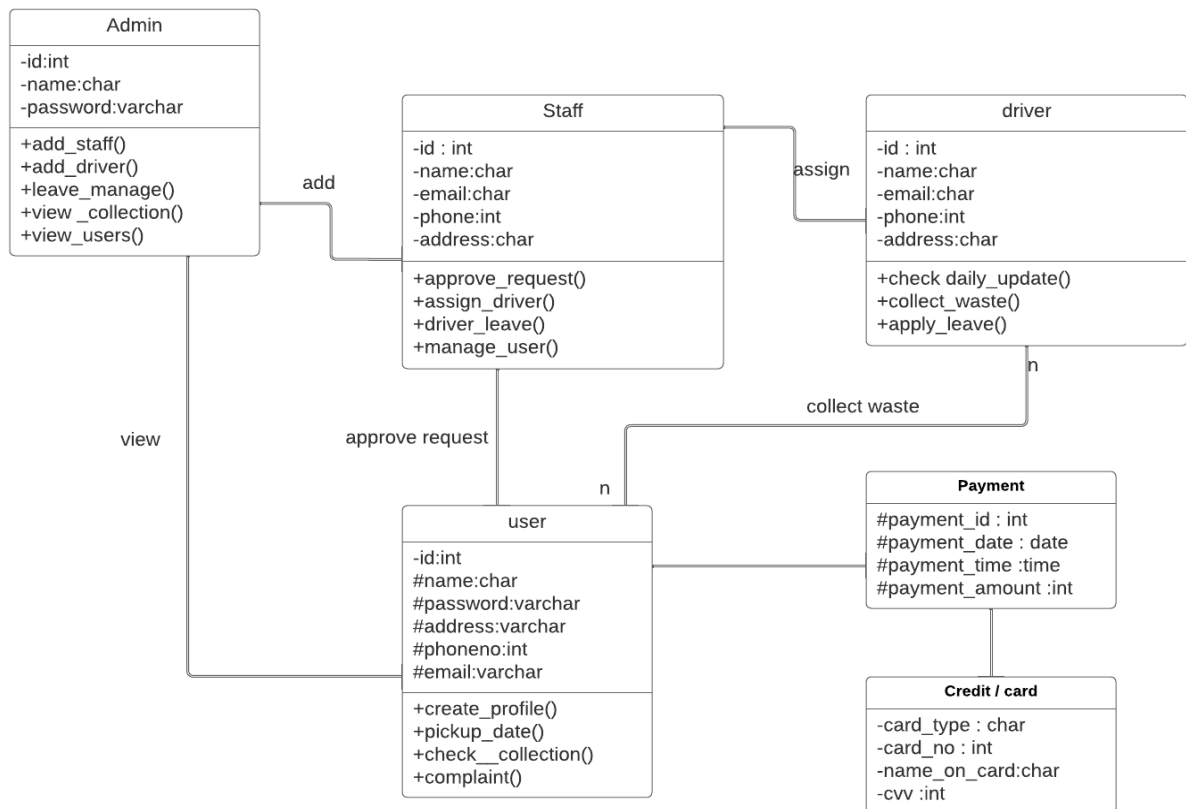 Admin
-id:int
-name:char
-password:varchar
+add_staff()
+add_driver()
+leave_manage()
+view _collection()
+view_users()
add
Staff
-id : int
-name:char
-email:char
-phone:int
-address:char
+approve_request()
+assign_driver()
+driver_leave()
+manage_user()
assign
driver
-id : int
-name:char
-email:char
-phone:int
-address:char
+check daily_update()
+collect_waste()
+apply_leave()
n
collect waste
view
approve request
n
user
-id:int
#name:char
#password:varchar
#address:varchar
#phoneno:int
#email:varchar
+create_profile()
+pickup_date()
+check__collection()
+complaint()
Payment
#payment_id : int
#payment_date : date
#payment_time :time
#payment_amount :int
Credit / card
-card_type : char
-card_no : int
-name_on_card:char
-cvv :int